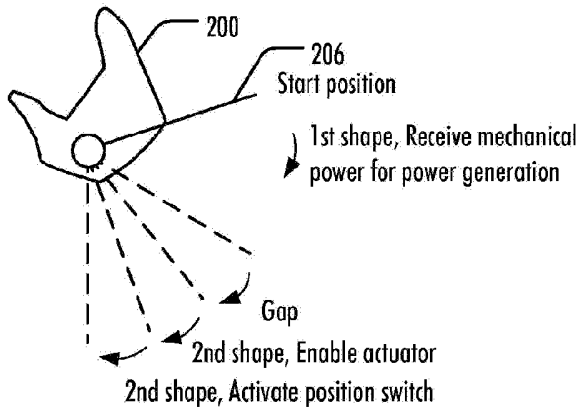 200
206
Start position
1st shape, Receive mechanical
power for power generation
Gap
2nd shape, Enable actuator
2nd shape, Activate position switch